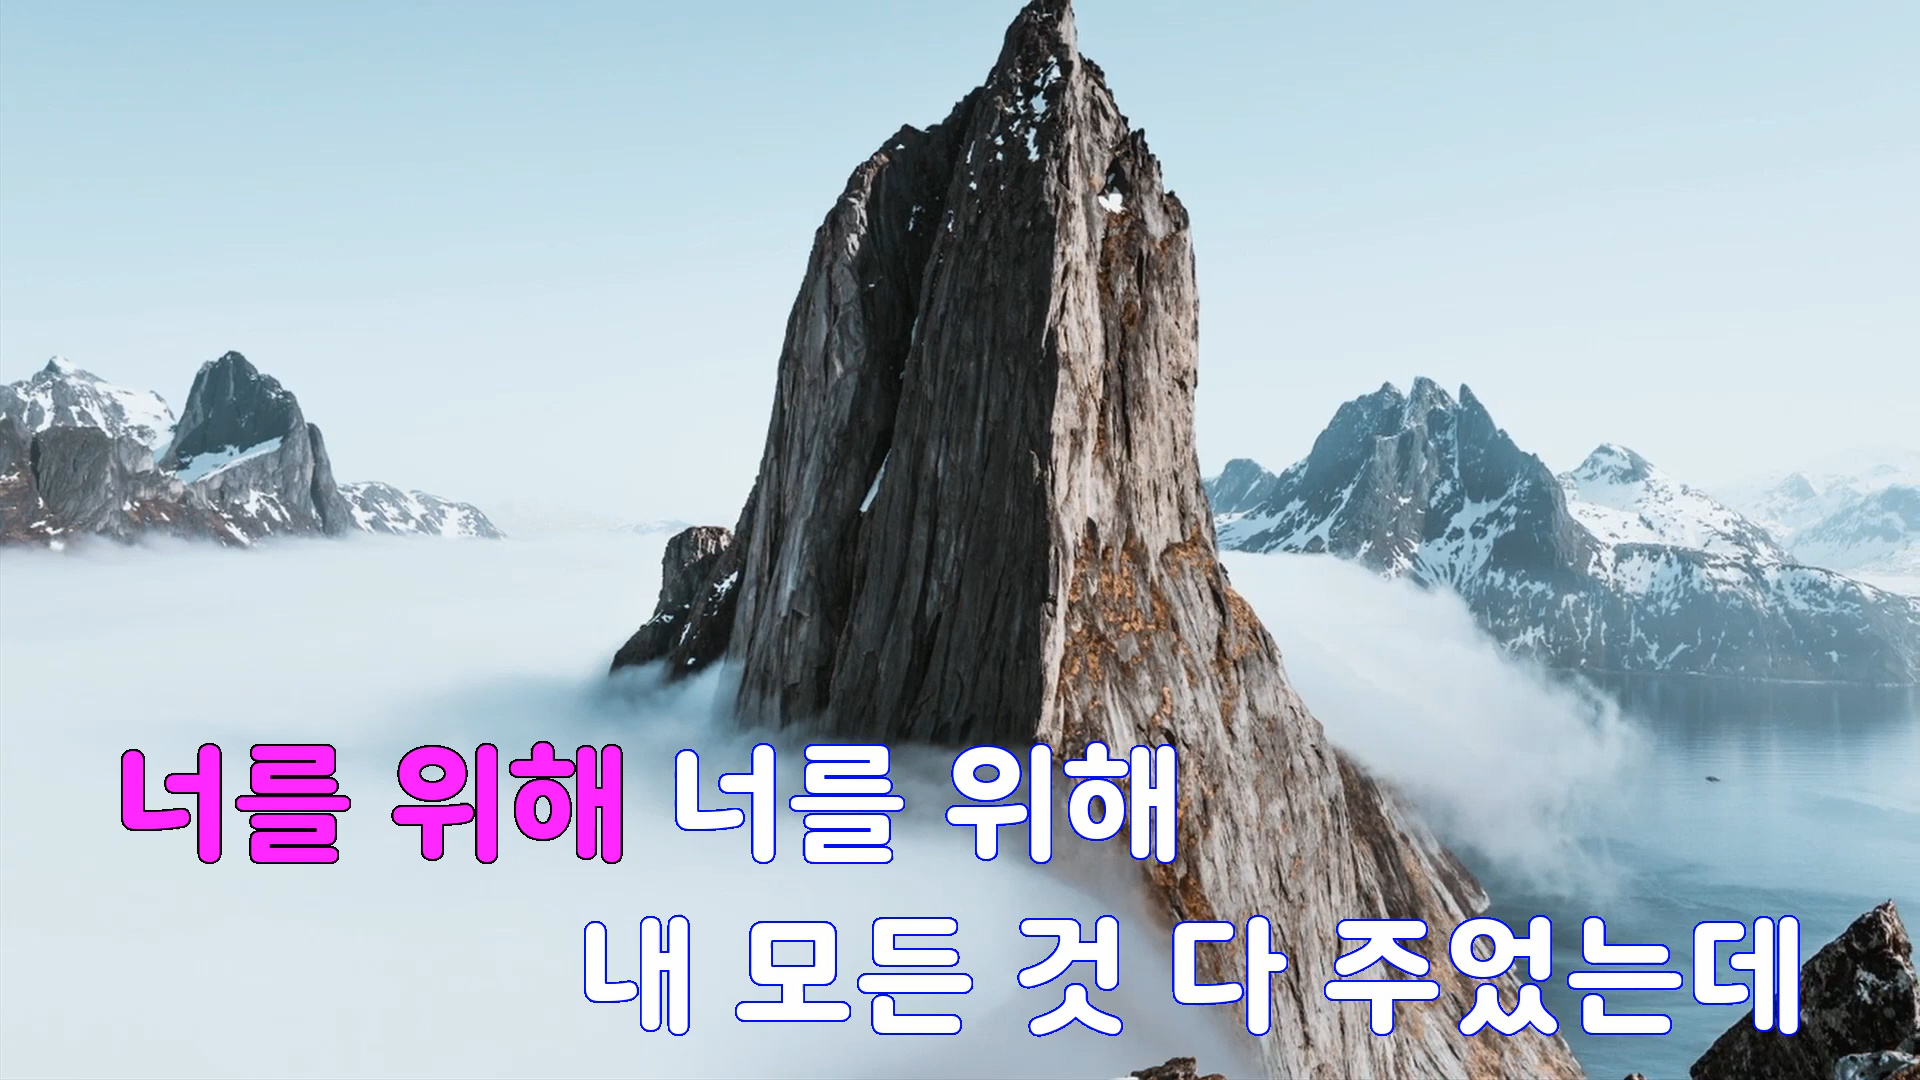 너를 위해 너를 위해
내 모든 것 다 주었는데